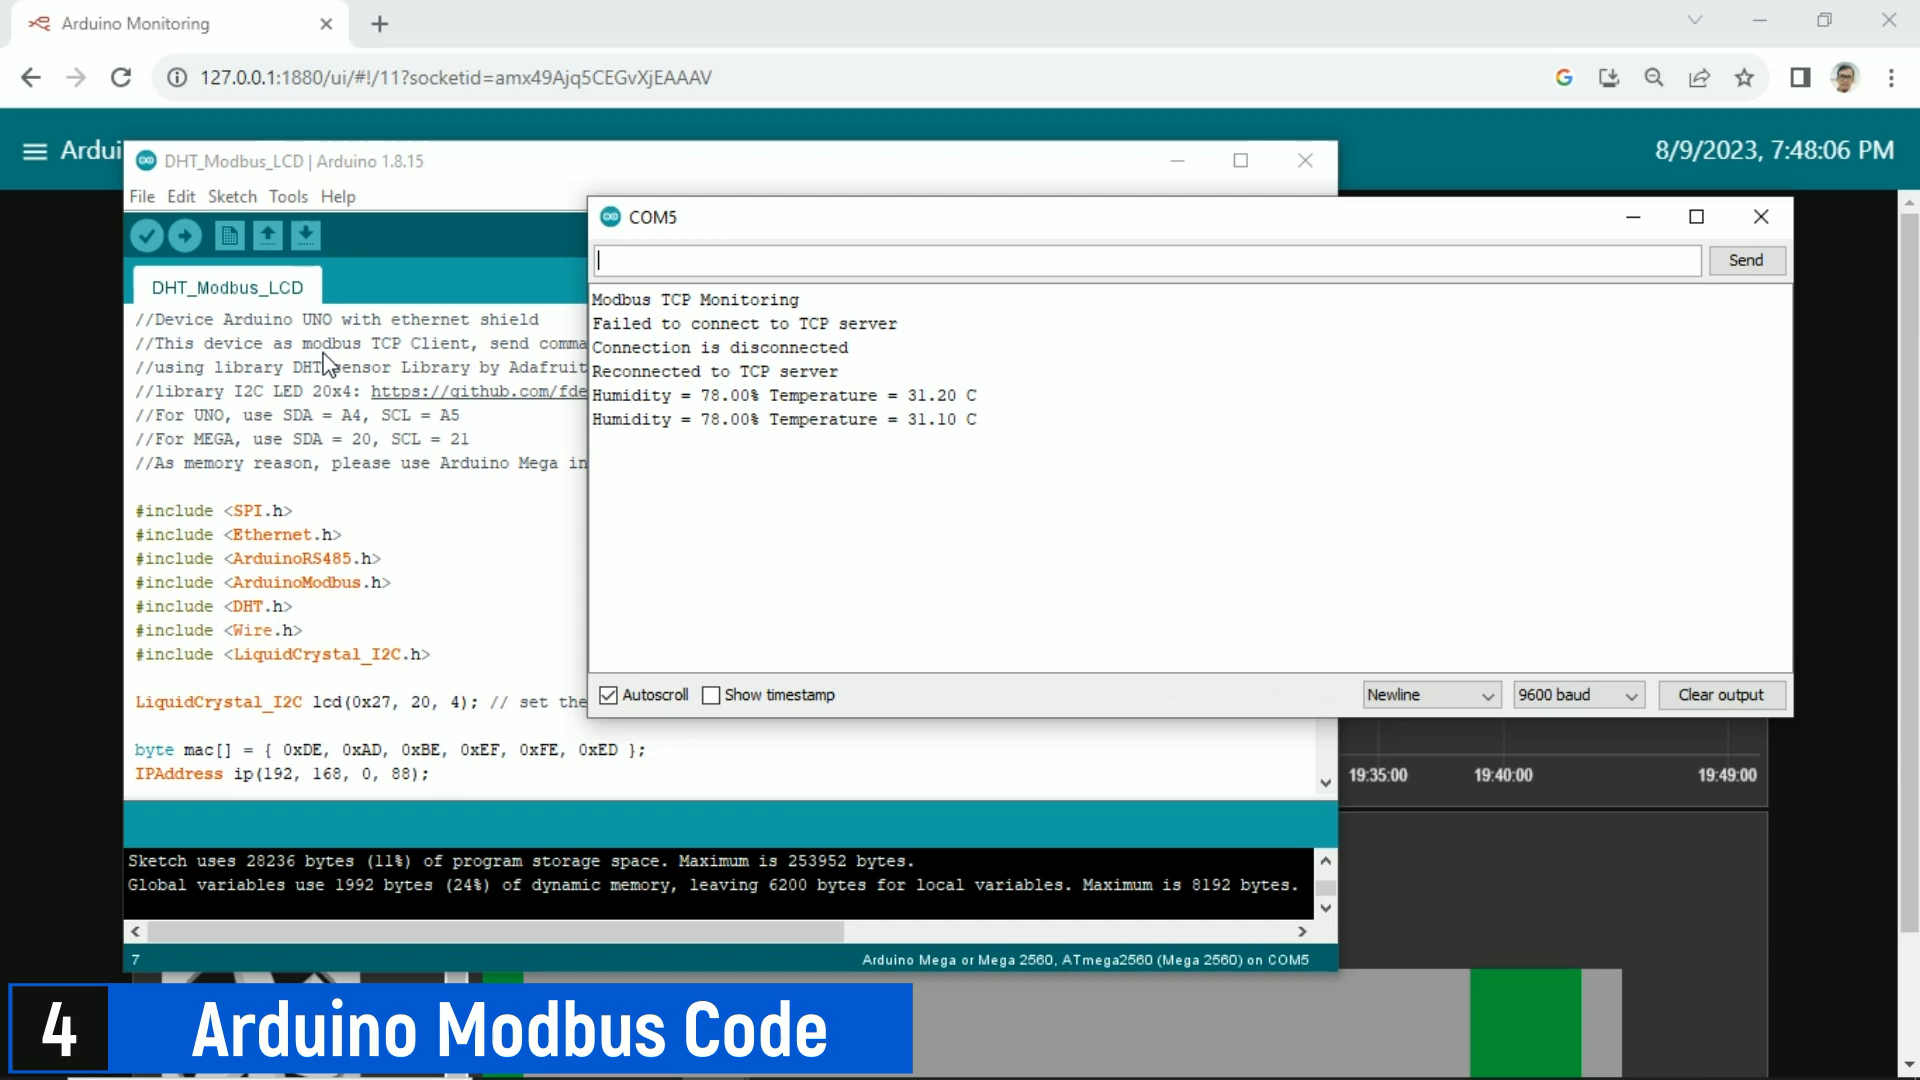 Arduino Monitoring
127.0.0.1:1880/ui/#!/11?socketid=amx49Ajq5CEGvXjEAAAV
Ardui
8/9/2023, 7:48:06 PM
DHT_Modbus_LCD | Arduino 1.8.15
File Edit Sketch Tools Help
DHT_Modbus_LCD
//Device Arduino UNO with ethernet shield
//This device as modbus TCP Client, send comma
//using library DHT sensor Library by Adafruit
//library I2C LED 20x4: https://github.com/fde
//For UNO, use SDA = A4, SCL = A5
//For MEGA, use SDA = 20, SCL = 21
//As memory reason, please use Arduino Mega in
#include <SPI.h>
#include <Ethernet.h>
#include <ArduinoRS485.h>
#include <ArduinoModbus.h>
#include <DHT.h>
#include <Wire.h>
#include <LiquidCrystal_I2C.h>
LiquidCrystal_I2C lcd(0x27, 20, 4); // set the
byte mac[] = { 0xDE, 0xAD, 0xBE, 0xEF, 0xFE, 0xED };
IPAddress ip(192, 168, 0, 88);
COM5
Send
Modbus TCP Monitoring
Failed to connect to TCP server
Connection is disconnected
Reconnected to TCP server
Humidity = 78.00% Temperature = 31.20 C
Humidity = 78.00% Temperature = 31.10 C
Autoscroll Show timestamp Newline 9600 baud Clear output
19:35:00 19:40:00 19:49:00
Sketch uses 28236 bytes (11%) of program storage space. Maximum is 253952 bytes.
Global variables use 1992 bytes (24%) of dynamic memory, leaving 6200 bytes for local variables. Maximum is 8192 bytes.
7 Arduino Mega or Mega 2560, ATmega2560 (Mega 2560) on COM5
4 Arduino Modbus Code